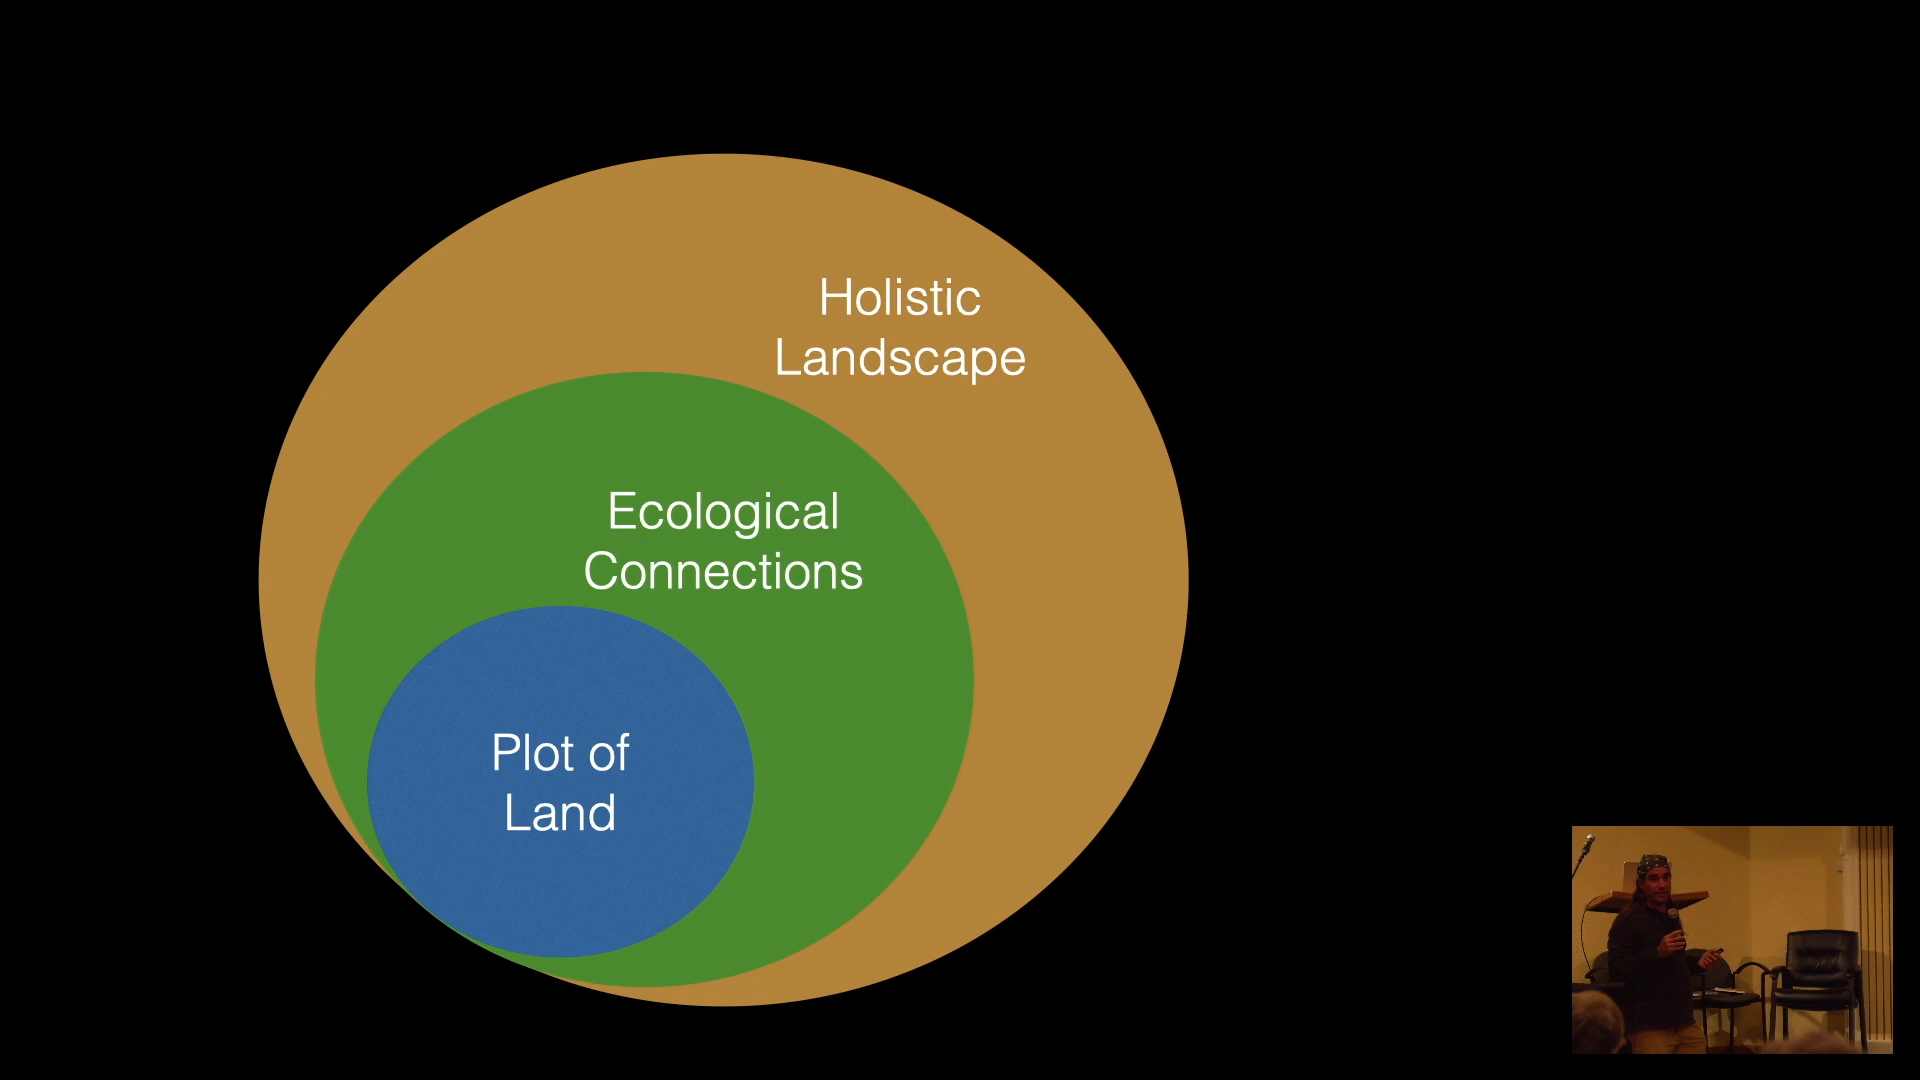 Holistic
Landscape
Ecological
Connections
Plot of
Land